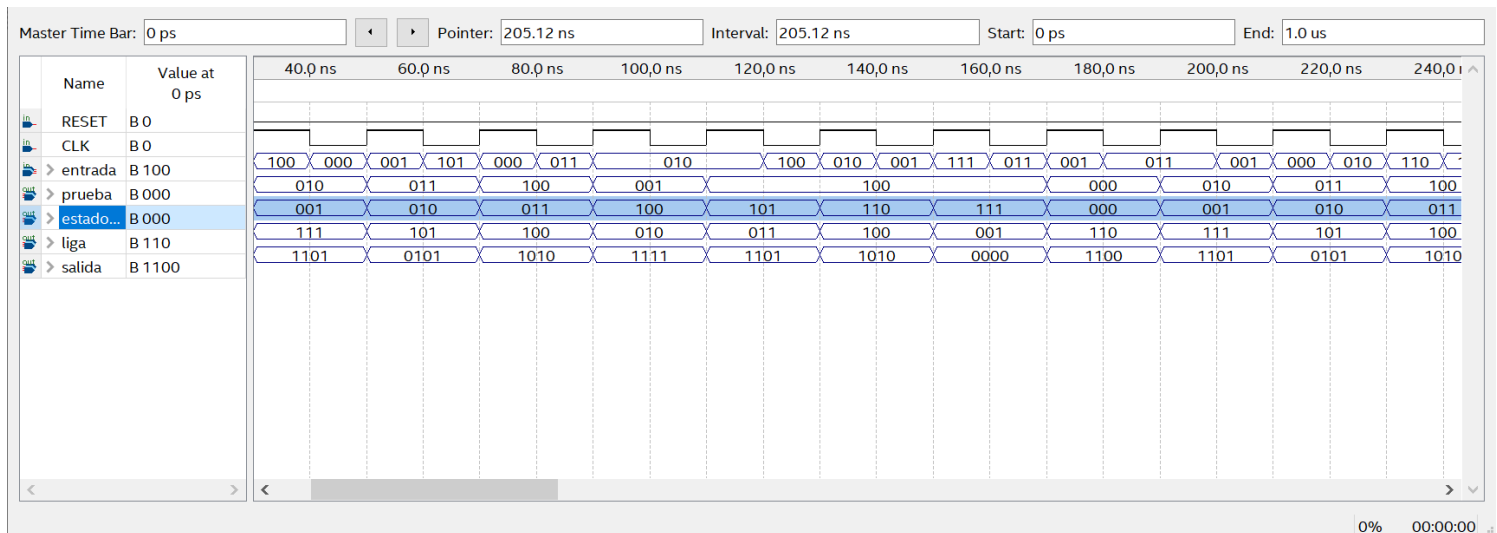 Master Time Bar: 0 ps Pointer: 205.12 ns Interval: 205.12 ns Start: 0 ps End: 1.0 us
Name Value at 0 ps 40.0 ns 60.0 ns 80.0 ns 100,0 ns 120,0 ns 140,0 ns 160,0 ns 180,0 ns 200,0 ns 220,0 ns 240,0
RESET B 0
CLK B 0
entrada B 100 100 000 001 101 000 011 010 100 010 001 111 011 001 011 001 000 010 110
prueba B 000 010 011 100 001 100 000 010 011 100
estado... B 000 001 010 011 100 101 110 111 000 001 010 011
liga B 110 111 101 100 010 011 100 001 110 111 101 100
salida B 1100 1101 0101 1010 1111 1101 1010 0000 1100 1101 0101 1010
0% 00:00:00